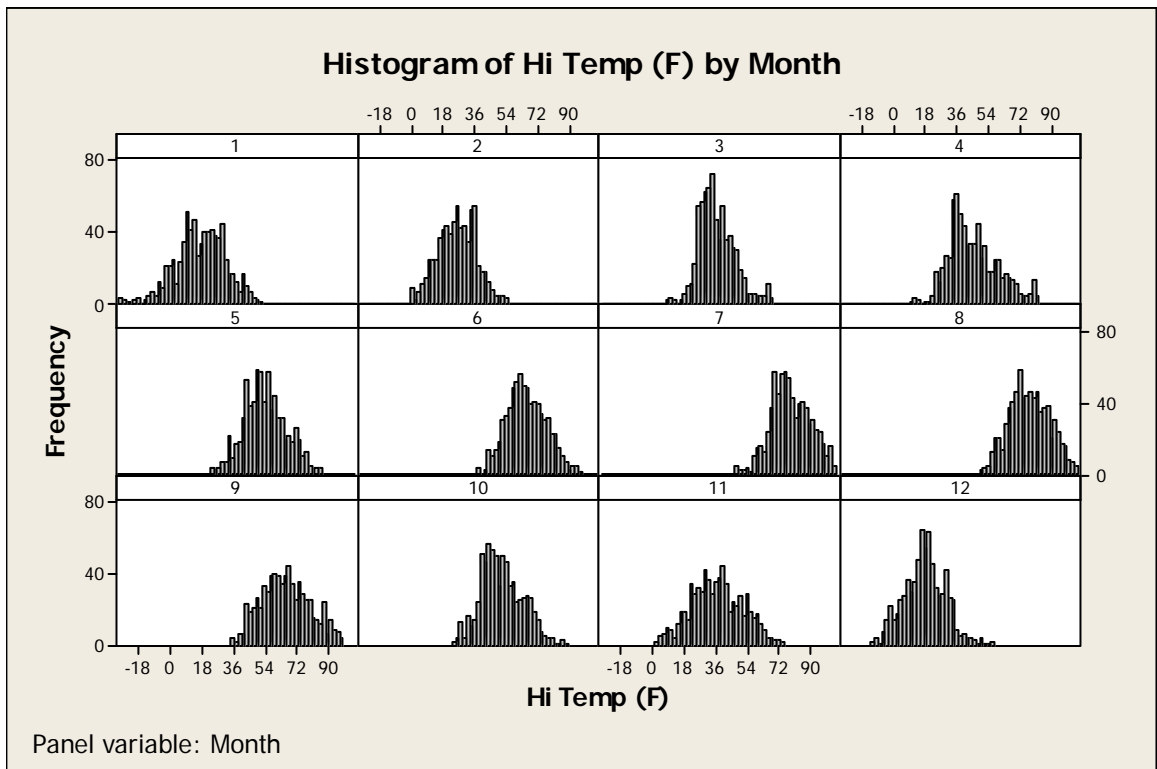 Histogram of Hi Temp (F) by Month
-18 0 18 36 54 72 90 -18 0 18 36 54 72 90
1 2 3 4
80
40
0
5 6 7 8
80
40
0
9 10 11 12
80
40
0
-18 0 18 36 54 72 90 -18 0 18 36 54 72 90
Frequency
Hi Temp (F)
Panel variable: Month